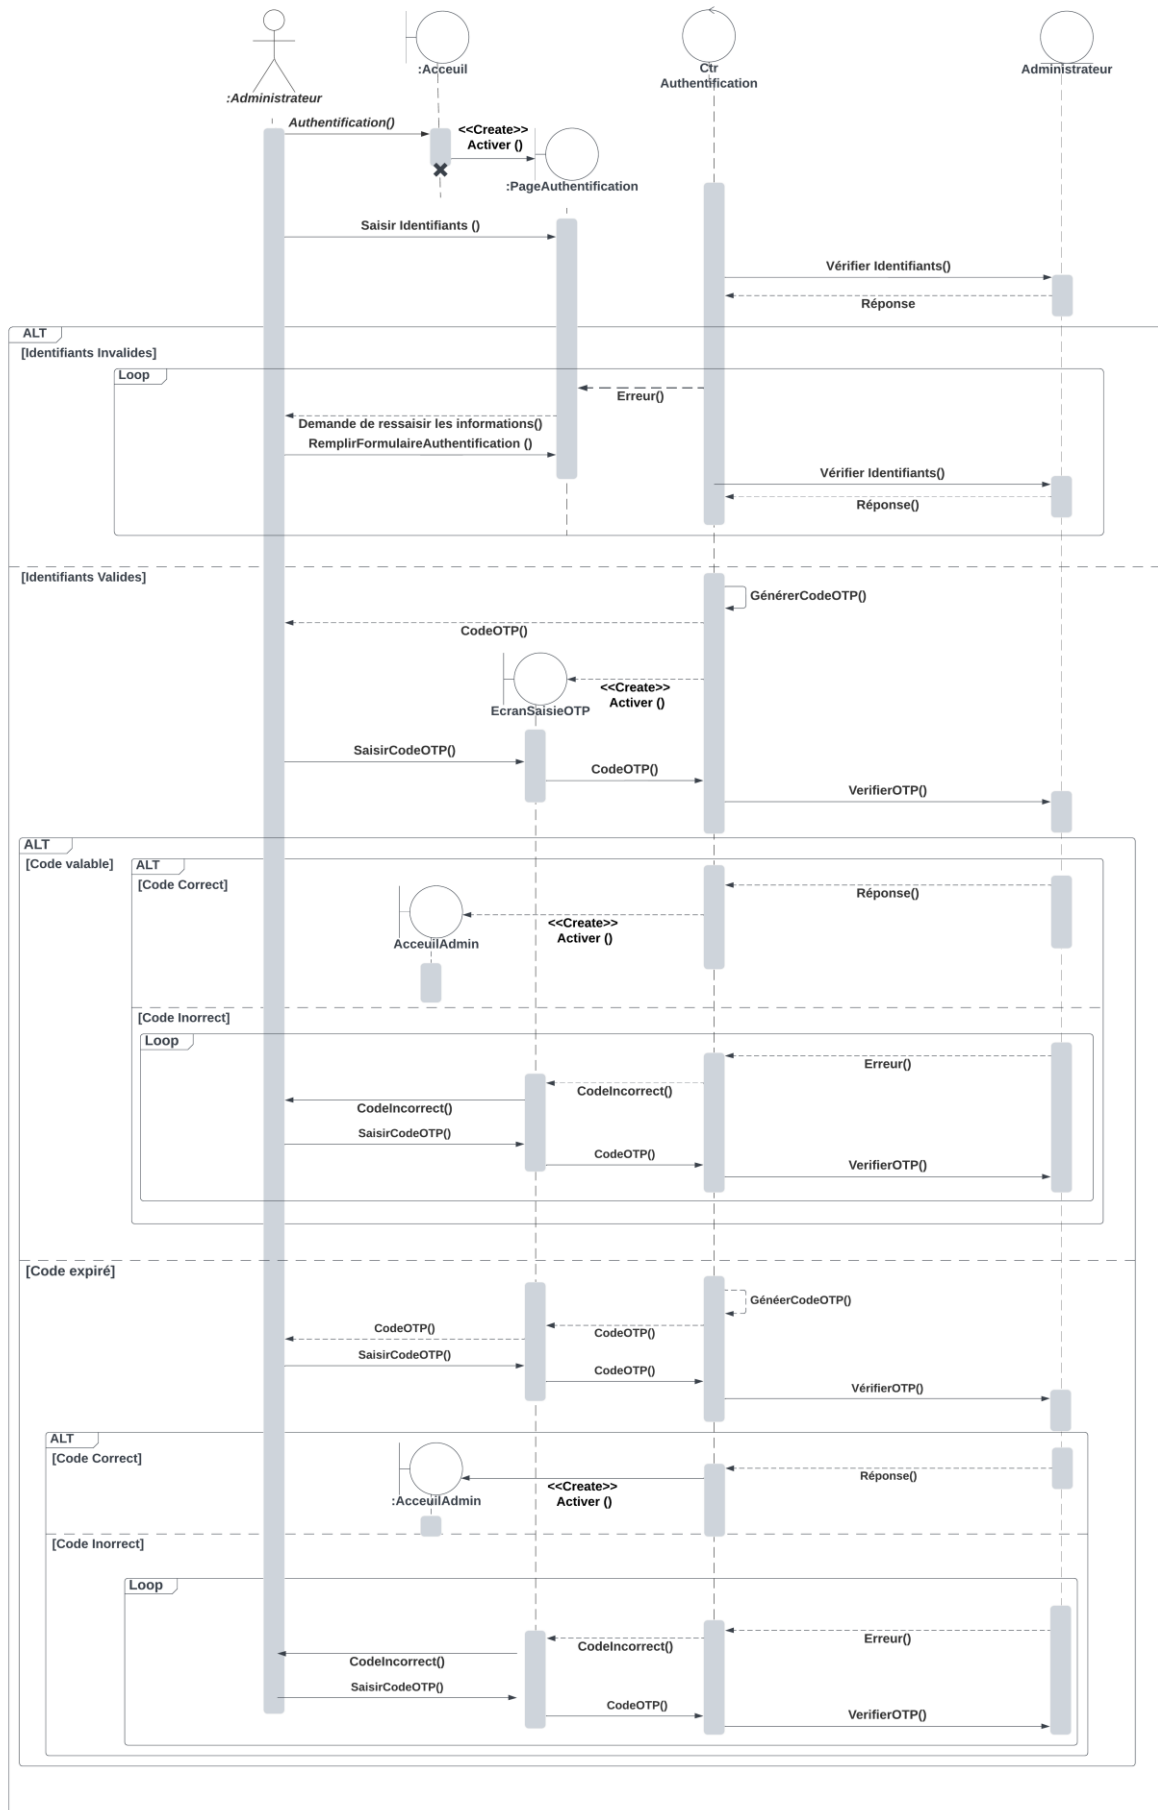 :Administrateur
:Acceuil
Ctr
Authentification
Administrateur
Authentification()
<<Create>>
Activer ()
:PageAuthentification
Saisir Identifiants ()
Vérifier Identifiants()
Réponse
ALT
[Identifiants Invalides]
Loop
Erreur()
Demande de ressaisir les informations()
RemplirFormulaireAuthentification ()
Vérifier Identifiants()
Réponse()
[Identifiants Valides]
GénérerCodeOTP()
CodeOTP()
<<Create>>
Activer ()
EcranSaisieOTP
SaisirCodeOTP()
CodeOTP()
VerifierOTP()
ALT
[Code valable]
ALT
[Code Correct]
Réponse()
<<Create>>
Activer ()
AcceuilAdmin
[Code Inorrect]
Loop
Erreur()
CodeIncorrect()
CodeIncorrect()
SaisirCodeOTP()
CodeOTP()
VerifierOTP()
[Code expiré]
GénéerCodeOTP()
CodeOTP()
CodeOTP()
SaisirCodeOTP()
CodeOTP()
VérifierOTP()
ALT
[Code Correct]
Réponse()
<<Create>>
Activer ()
:AcceuilAdmin
[Code Inorrect]
Loop
Erreur()
CodeIncorrect()
CodeIncorrect()
SaisirCodeOTP()
CodeOTP()
VerifierOTP()